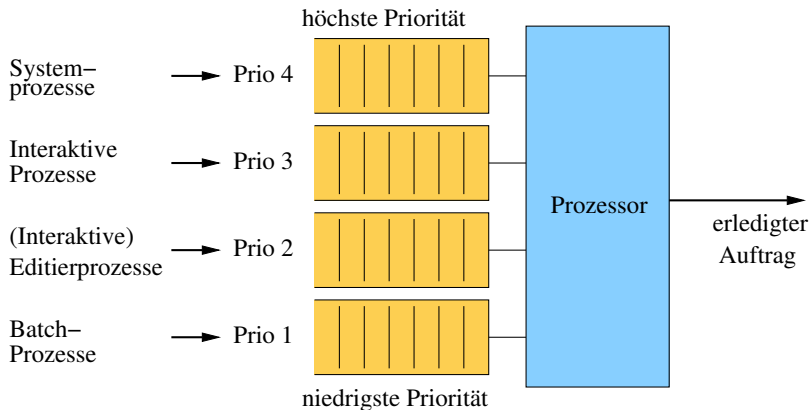 höchste Priorität
System–
prozesse
Prio 4
Interaktive
Prozesse
Prio 3
(Interaktive)
Editierprozesse
Prio 2
Batch–
Prozesse
Prio 1
niedrigste Priorität
Prozessor
erledigter
Auftrag